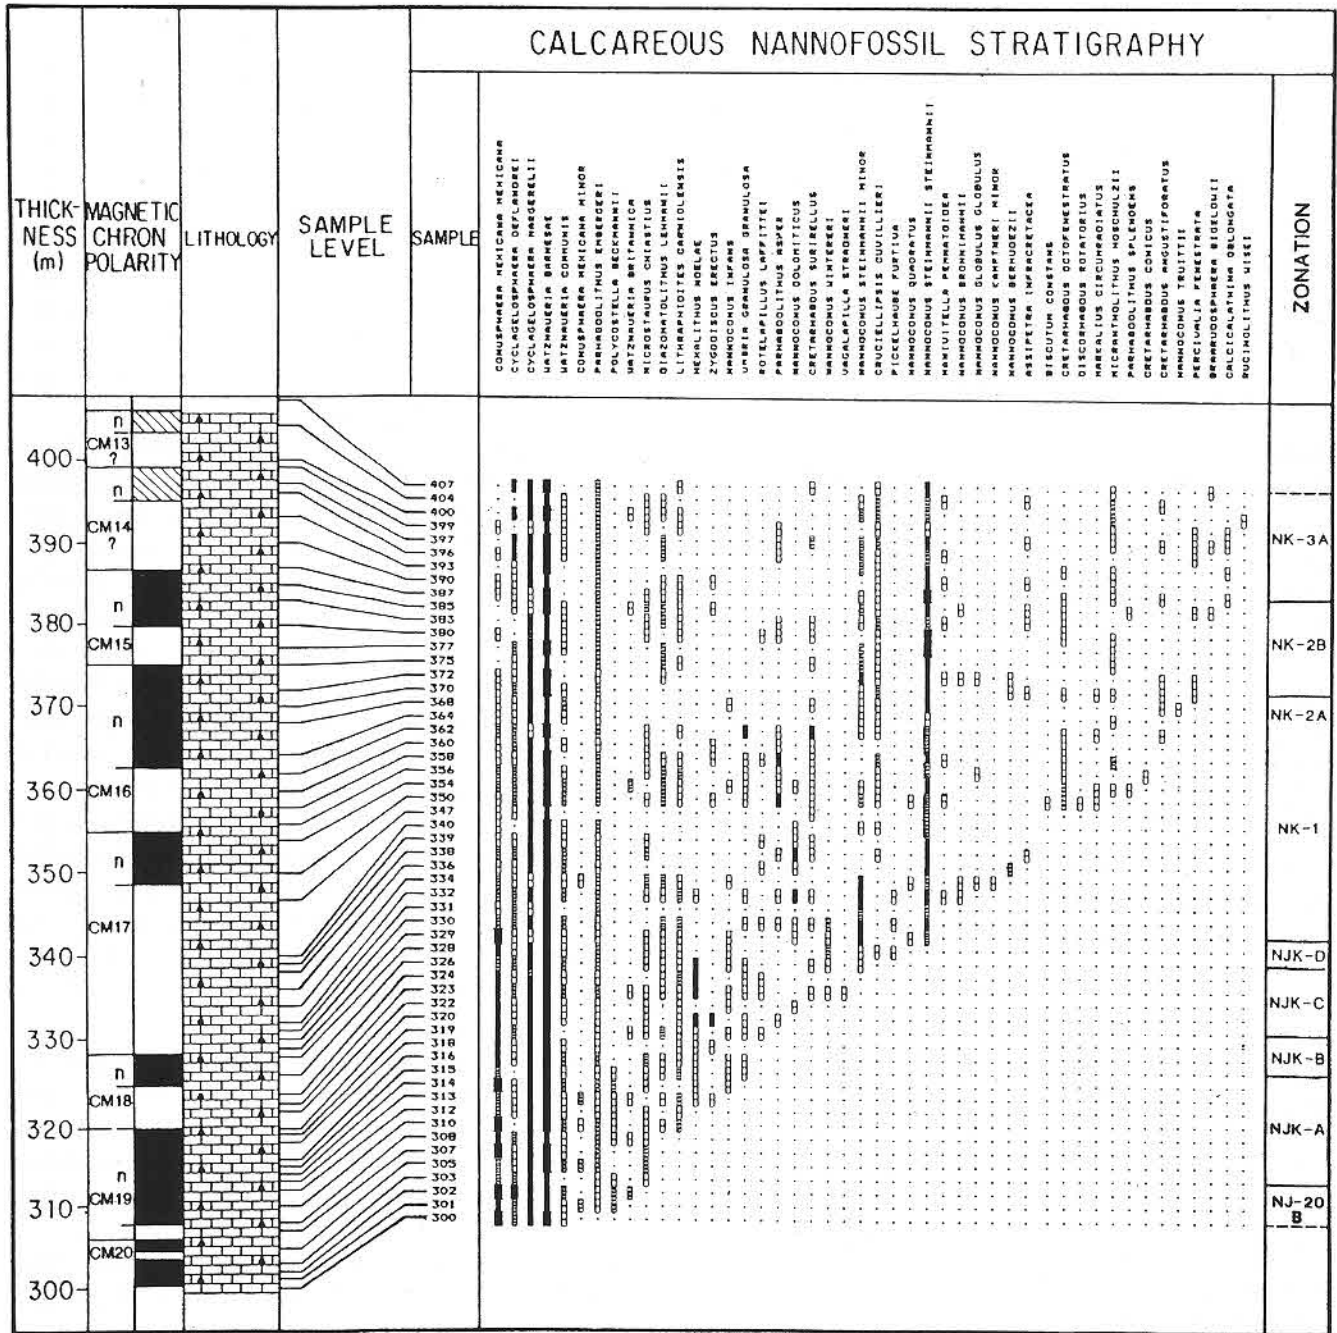 CALCAREOUS NANNOFOSSIL STRATIGRAPHY
THICK-
NESS
(m)
MAGNETIC
CHRON
POLARITY
LITHOLOGY
SAMPLE
LEVEL
SAMPLE
CONUSPHAERA MEXICANA MEXICANA
CYCLAGELOSPHAERA DEFLANDREI
CYCLAGELOSPHAERA MARGERELII
WATZNAUERIA BARNESAE
WATZNAUERIA COMMUNIS
CONUSPHAERA MEXICANA MINOR
PARHABDOLITHUS EMBERGERI
POLYCOSTELLA BECKMANNII
WATZNAUERIA BRITANNICA
MICROSTAURUS CHIASTIUS
DIAZOMATOLITHUS LEHMANII
LITHRAPHIDITES CARNIOLENSIS
HEXALITHUS NOELAE
ZYGODISCUS ERECTUS
NANNOCONUS INFANS
UMBRIA GRANULOSA GRANULOSA
ROTELAPILLUS LAFFITTEI
PARHABDOLITHUS ASPER
NANNOCONUS DOLOMITICUS
CRETARHABDUS SURIRELLUS
NANNOCONUS WINTERERI
VAGALAPILLA STRADNERI
NANNOCONUS STEINMANNII MINOR
CRUCIELLIPSIS CUVILLIERI
PICKELHAUBE FURTIVA
NANNOCONUS QUADRATUS
NANNOCONUS STEINMANNII STEINMANNII
MANIVITELLA PEMMATOIDEA
NANNOCONUS BRONNIMANNII
NANNOCONUS GLOBULUS GLOBULUS
NANNOCONUS KAMPTNERI MINOR
NANNOCONUS BERMUDEZII
ASSIPETRA INFRACRETACEA
BISCUTUM CONSTANS
CRETARHABDUS OCTOFENESTRATUS
DISCORHABDUS ROTATORIUS
MARKALIUS CIRCUMRADIATUS
MICRANTHOLITHUS HOSCHULZII
PARHABDOLITHUS SPLENDENS
CRETARHABDUS CONICUS
CRETARHABDUS ANGUSTIFORATUS
NANNOCONUS TRUITTII
PERCIVALIA FENESTRATA
BRAARUDOSPHAERA BIGELOWII
CALCICALATHINA OBLONGATA
RUCINOLITHUS WISEI
ZONATION
400
390
380
370
360
350
340
330
320
310
300
n
CM13
?
n
CM14
?
n
CM15
n
CM16
n
CM17
n
CM18
n
CM19
CM20
407
404
400
399
397
396
393
390
387
385
383
380
377
375
372
370
368
364
362
360
358
356
354
350
347
340
339
338
336
334
332
331
330
329
328
326
324
323
322
320
319
318
316
315
314
313
312
310
308
307
305
303
302
301
300
NK-3A
NK-2B
NK-2A
NK-1
NJK-D
NJK-C
NJK-B
NJK-A
NJ-20
B